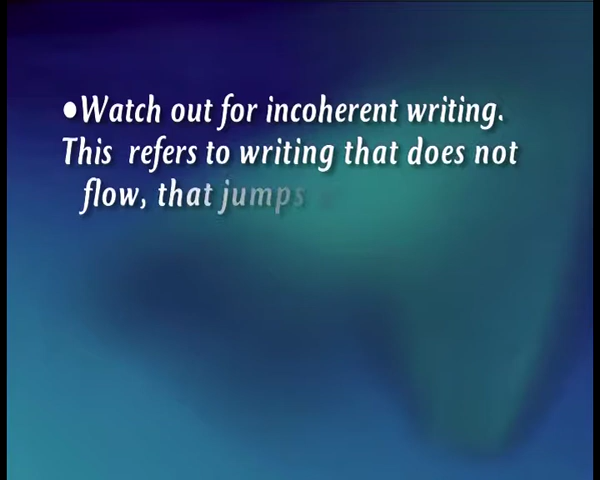 •Watch out for incoherent writing.
This refers to writing that does not
flow, that jumps